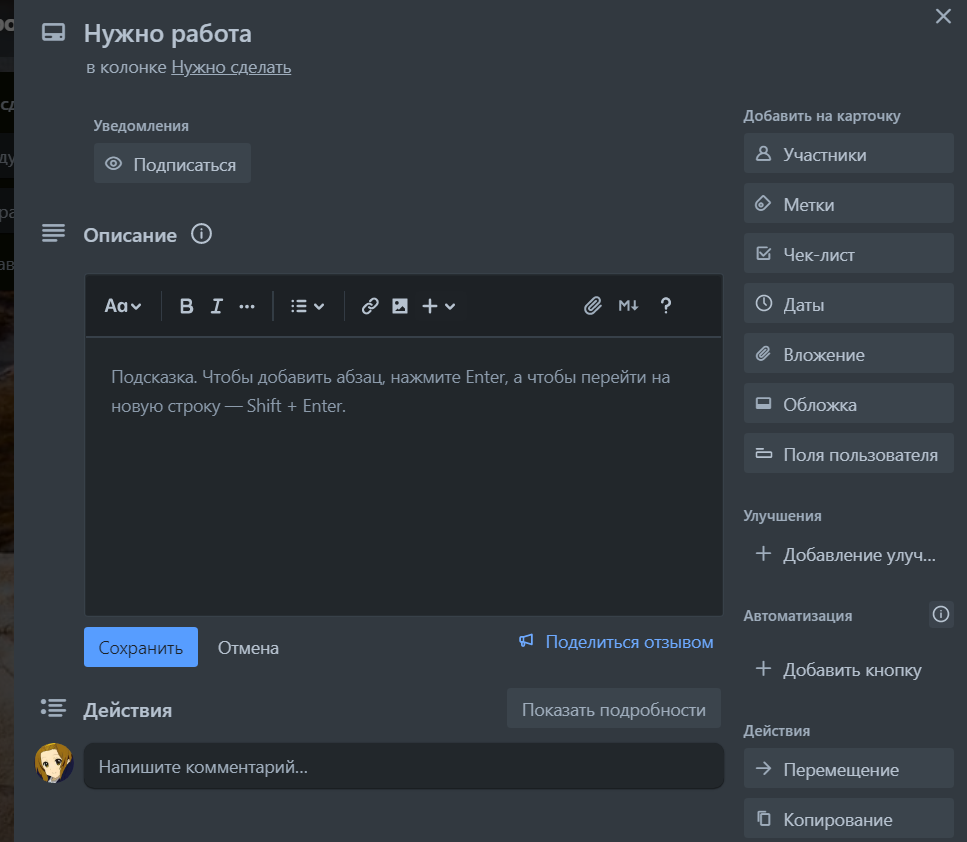 Нужно работа
в колонке Нужно сделать
Уведомления
Подписаться
Описание
Aa
B I ...
M↓ ?
Подсказка. Чтобы добавить абзац, нажмите Enter, а чтобы перейти на
новую строку — Shift + Enter.
Сохранить
Отмена
Поделиться отзывом
Действия
Показать подробности
Напишите комментарий...
Добавить на карточку
Участники
Метки
Чек-лист
Даты
Вложение
Обложка
Поля пользователя
Улучшения
Добавление улуч...
Автоматизация
Добавить кнопку
Действия
Перемещение
Копирование